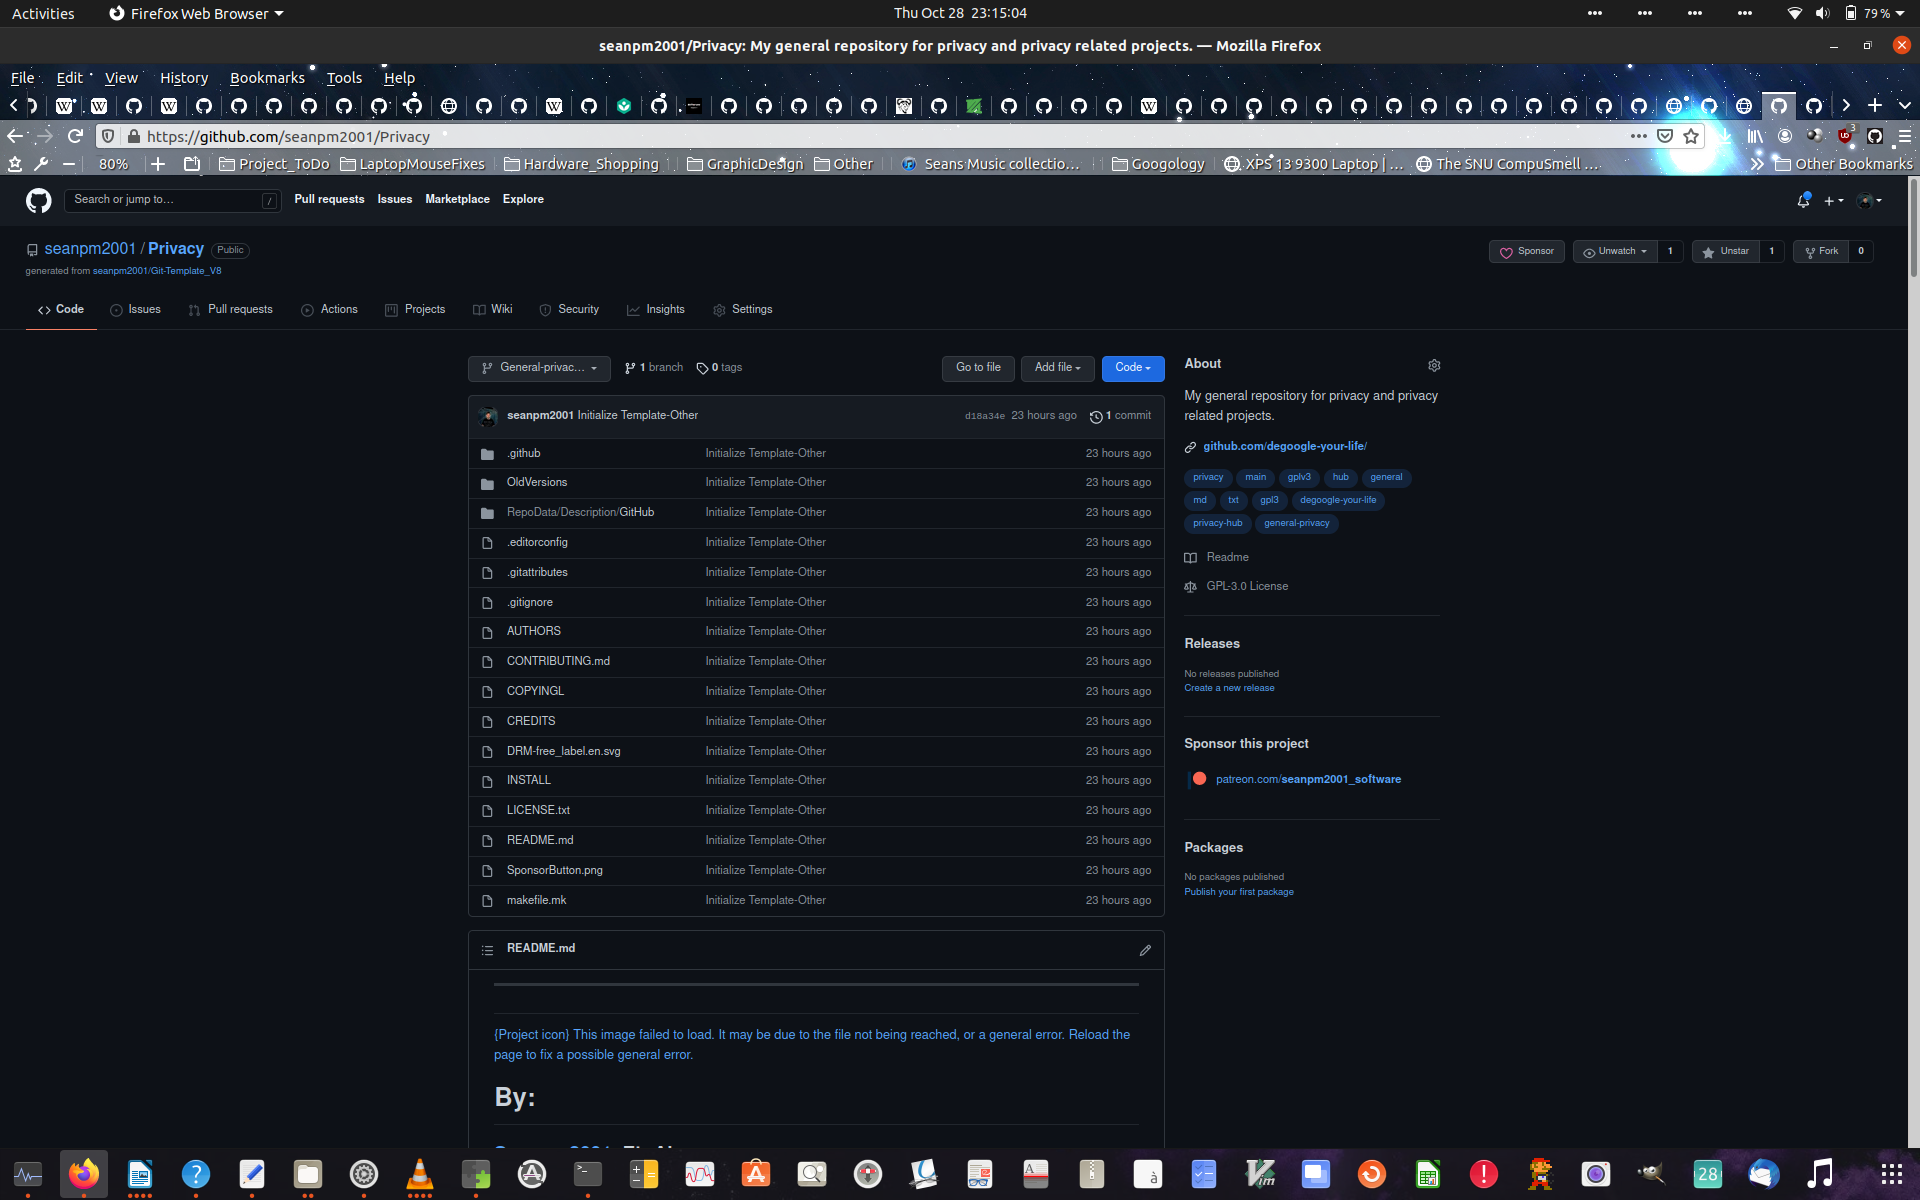 Activities
Firefox Web Browser
Thu Oct 28 23:15:04
79 %
seanpm2001/Privacy: My general repository for privacy and privacy related projects. — Mozilla Firefox
File Edit View History Bookmarks Tools Help
https://github.com/seanpm2001/Privacy
3
80%
Project_ToDo
LaptopMouseFixes
Hardware_Shopping
GraphicDesign
Other
Seans Music collectio…
Googology
XPS 13 9300 Laptop | …
The SNU CompuSmell …
Other Bookmarks
Search or jump to…
/
Pull requests Issues Marketplace Explore
seanpm2001 / Privacy
Public
Sponsor
Unwatch 1
Unstar 1
Fork 0
generated from seanpm2001/Git-Template_V8
Code Issues Pull requests Actions Projects Wiki Security Insights Settings
General-privac…
1 branch
0 tags
Go to file
Add file
Code
seanpm2001 Initialize Template-Other d18a34e 23 hours ago 1 commit
.github Initialize Template-Other 23 hours ago
OldVersions Initialize Template-Other 23 hours ago
RepoData/Description/GitHub Initialize Template-Other 23 hours ago
.editorconfig Initialize Template-Other 23 hours ago
.gitattributes Initialize Template-Other 23 hours ago
.gitignore Initialize Template-Other 23 hours ago
AUTHORS Initialize Template-Other 23 hours ago
CONTRIBUTING.md Initialize Template-Other 23 hours ago
COPYINGL Initialize Template-Other 23 hours ago
CREDITS Initialize Template-Other 23 hours ago
DRM-free_label.en.svg Initialize Template-Other 23 hours ago
INSTALL Initialize Template-Other 23 hours ago
LICENSE.txt Initialize Template-Other 23 hours ago
README.md Initialize Template-Other 23 hours ago
SponsorButton.png Initialize Template-Other 23 hours ago
makefile.mk Initialize Template-Other 23 hours ago
README.md
{Project icon} This image failed to load. It may be due to the file not being reached, or a general error. Reload the
page to fix a possible general error.
By:
About
My general repository for privacy and privacy
related projects.
github.com/degoogle-your-life/
privacy main gplv3 hub general
md txt gpl3 degoogle-your-life
privacy-hub general-privacy
Readme
GPL-3.0 License
Releases
No releases published
Create a new release
Sponsor this project
patreon.com/seanpm2001_software
Packages
No packages published
Publish your first package
28